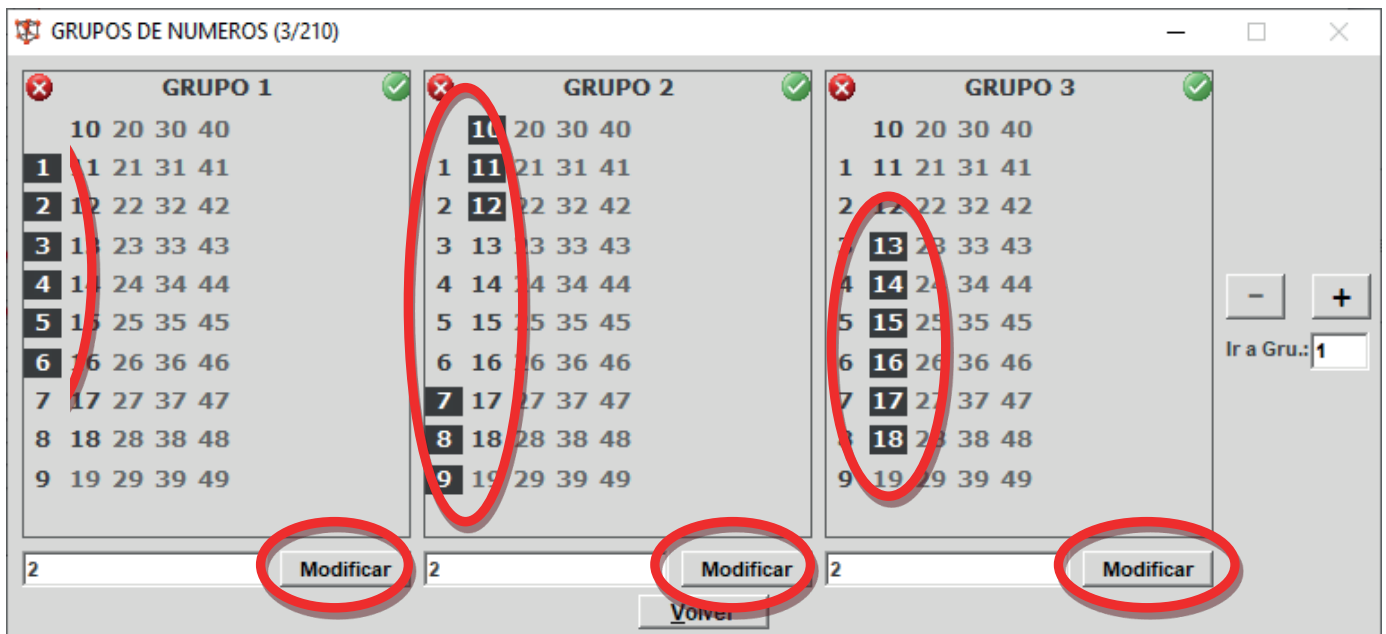 GRUPOS DE NUMEROS (3/210)
GRUPO 1
10 20 30 40
1 11 21 31 41
2 12 22 32 42
3 13 23 33 43
4 14 24 34 44
5 15 25 35 45
6 16 26 36 46
7 17 27 37 47
8 18 28 38 48
9 19 29 39 49
2
Modificar
GRUPO 2
10 20 30 40
1 11 21 31 41
2 12 22 32 42
3 13 23 33 43
4 14 24 34 44
5 15 25 35 45
6 16 26 36 46
7 17 27 37 47
8 18 28 38 48
9 19 29 39 49
2
Modificar
GRUPO 3
10 20 30 40
1 11 21 31 41
2 12 22 32 42
3 13 23 33 43
4 14 24 34 44
5 15 25 35 45
6 16 26 36 46
7 17 27 37 47
8 18 28 38 48
9 19 29 39 49
2
Modificar
- +
Ir a Gru.: 1
Volver